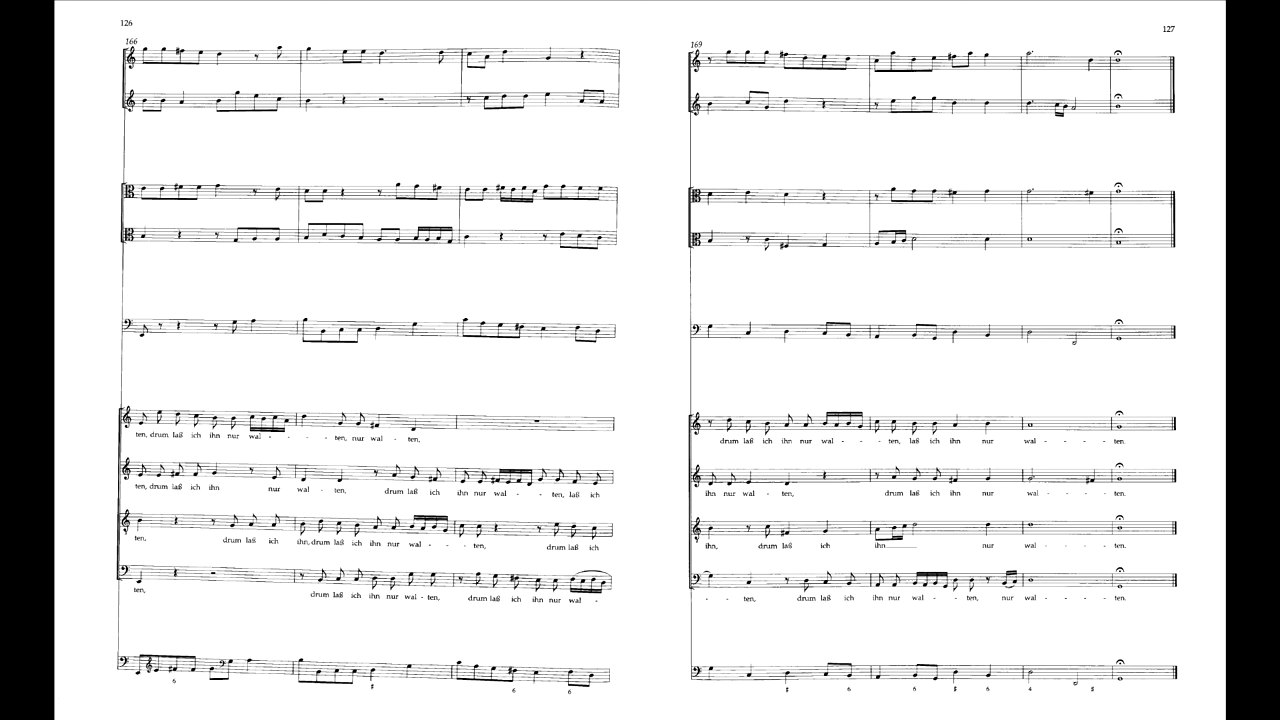 126
166
ten, drum laß ich ihn nur wal - - - - ten, nur wal - ten,
ten, drum laß ich ihn nur wal - ten, drum laß ich ihn nur wal - - - ten, laß ich
ten, drum laß ich ihn, drum laß ich ihn nur wal - - - ten, drum laß ich
ten, drum laß ich ihn nur wal - ten, drum laß ich ihn nur wal -
6 # 6 6
127
169
drum laß ich ihn nur wal - - - - ten, laß ich ihn nur wal - - - ten.
ihn nur wal - ten, drum laß ich ihn nur wal - - - ten.
ihn, drum laß ich ihn nur wal - - - ten.
- - ten, drum laß ich ihn nur wal - - - ten, nur wal - - - ten.